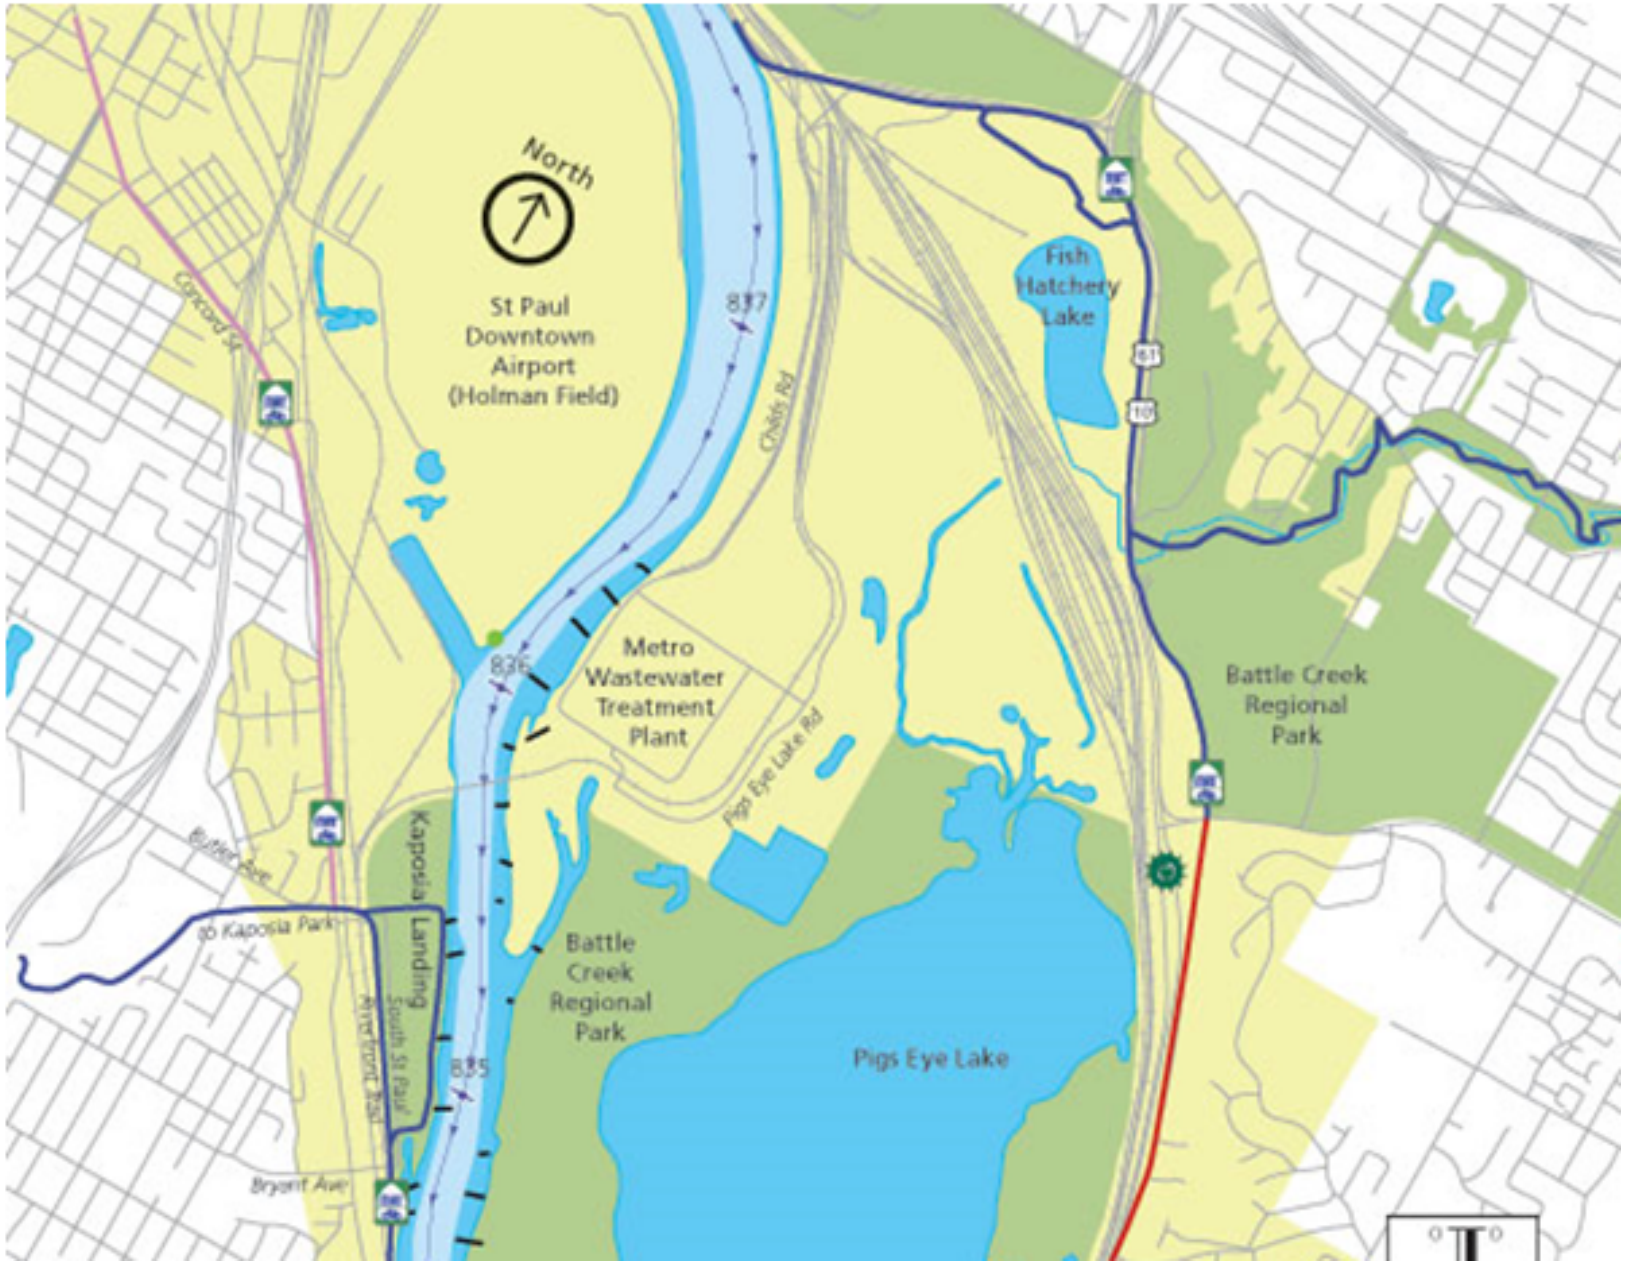 North
St Paul
Downtown
Airport
(Holman Field)
837
Childs Rd
Fish
Hatchery
Lake
61
10
Concord St
836
Metro
Wastewater
Treatment
Plant
Pigs Eye Lake Rd
Battle Creek
Regional
Park
Butler Ave
to Kaposia Park
Kaposia Landing
South St Paul
Riverfront Trail
Battle
Creek
Regional
Park
Pigs Eye Lake
835
Bryant Ave